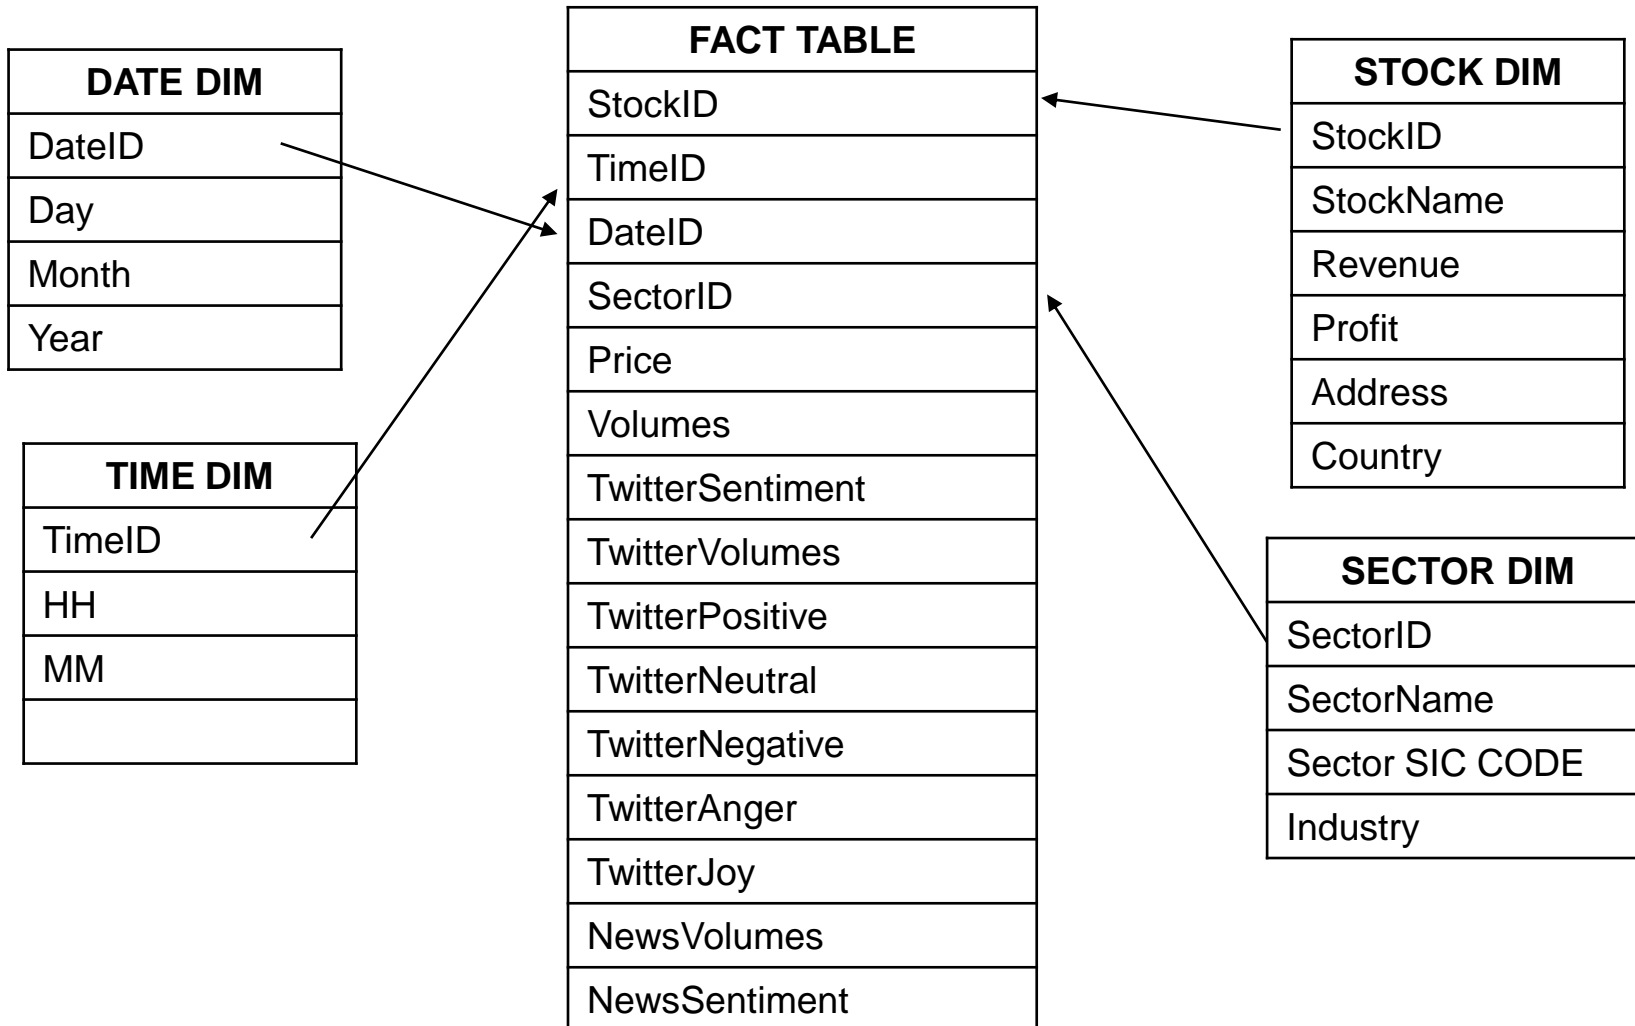 DATE DIM
DateID
Day
Month
Year
TIME DIM
TimeID
HH
MM
FACT TABLE
StockID
TimeID
DateID
SectorID
Price
Volumes
TwitterSentiment
TwitterVolumes
TwitterPositive
TwitterNeutral
TwitterNegative
TwitterAnger
TwitterJoy
NewsVolumes
NewsSentiment
STOCK DIM
StockID
StockName
Revenue
Profit
Address
Country
SECTOR DIM
SectorID
SectorName
Sector SIC CODE
Industry